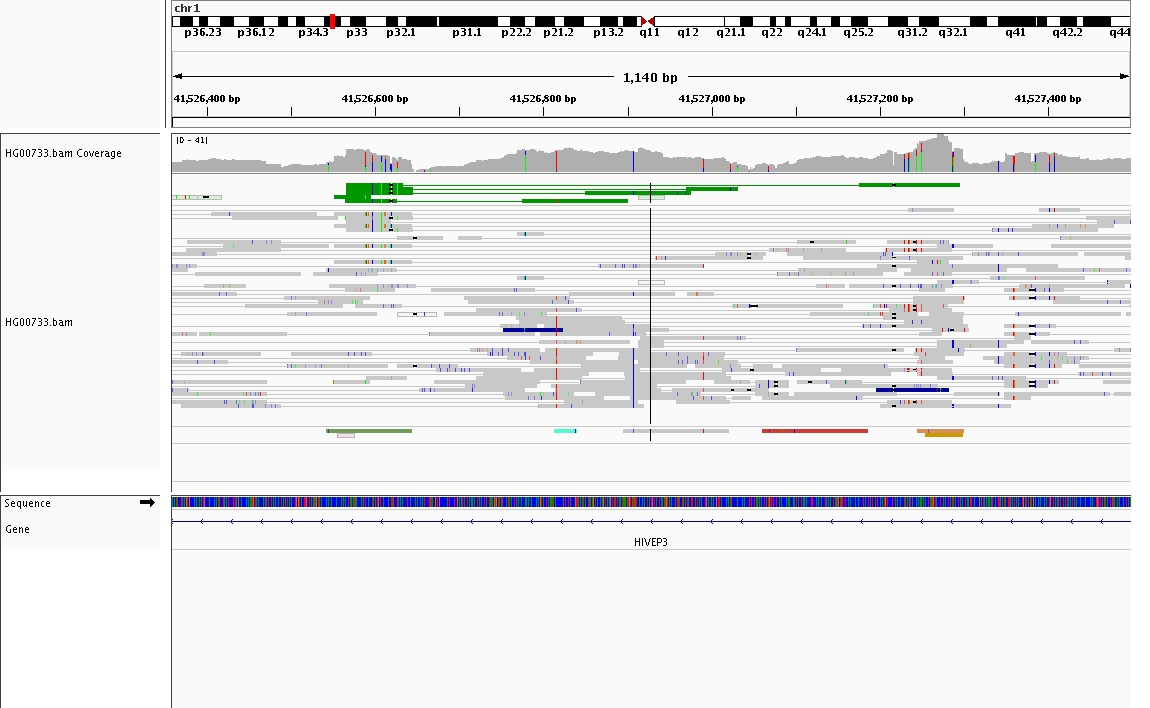 chr1
p36.23 p36.12 p34.3 p33 p32.1 p31.1 p22.2 p21.2 p13.2 q11 q12 q21.1 q22 q24.1 q25.2 q31.2 q32.1 q41 q42.2 q44
1,140 bp
41,526,400 bp 41,526,600 bp 41,526,800 bp 41,527,000 bp 41,527,200 bp 41,527,400 bp
HG00733.bam Coverage
[0 - 41]
HG00733.bam
Sequence
Gene
HIVEP3